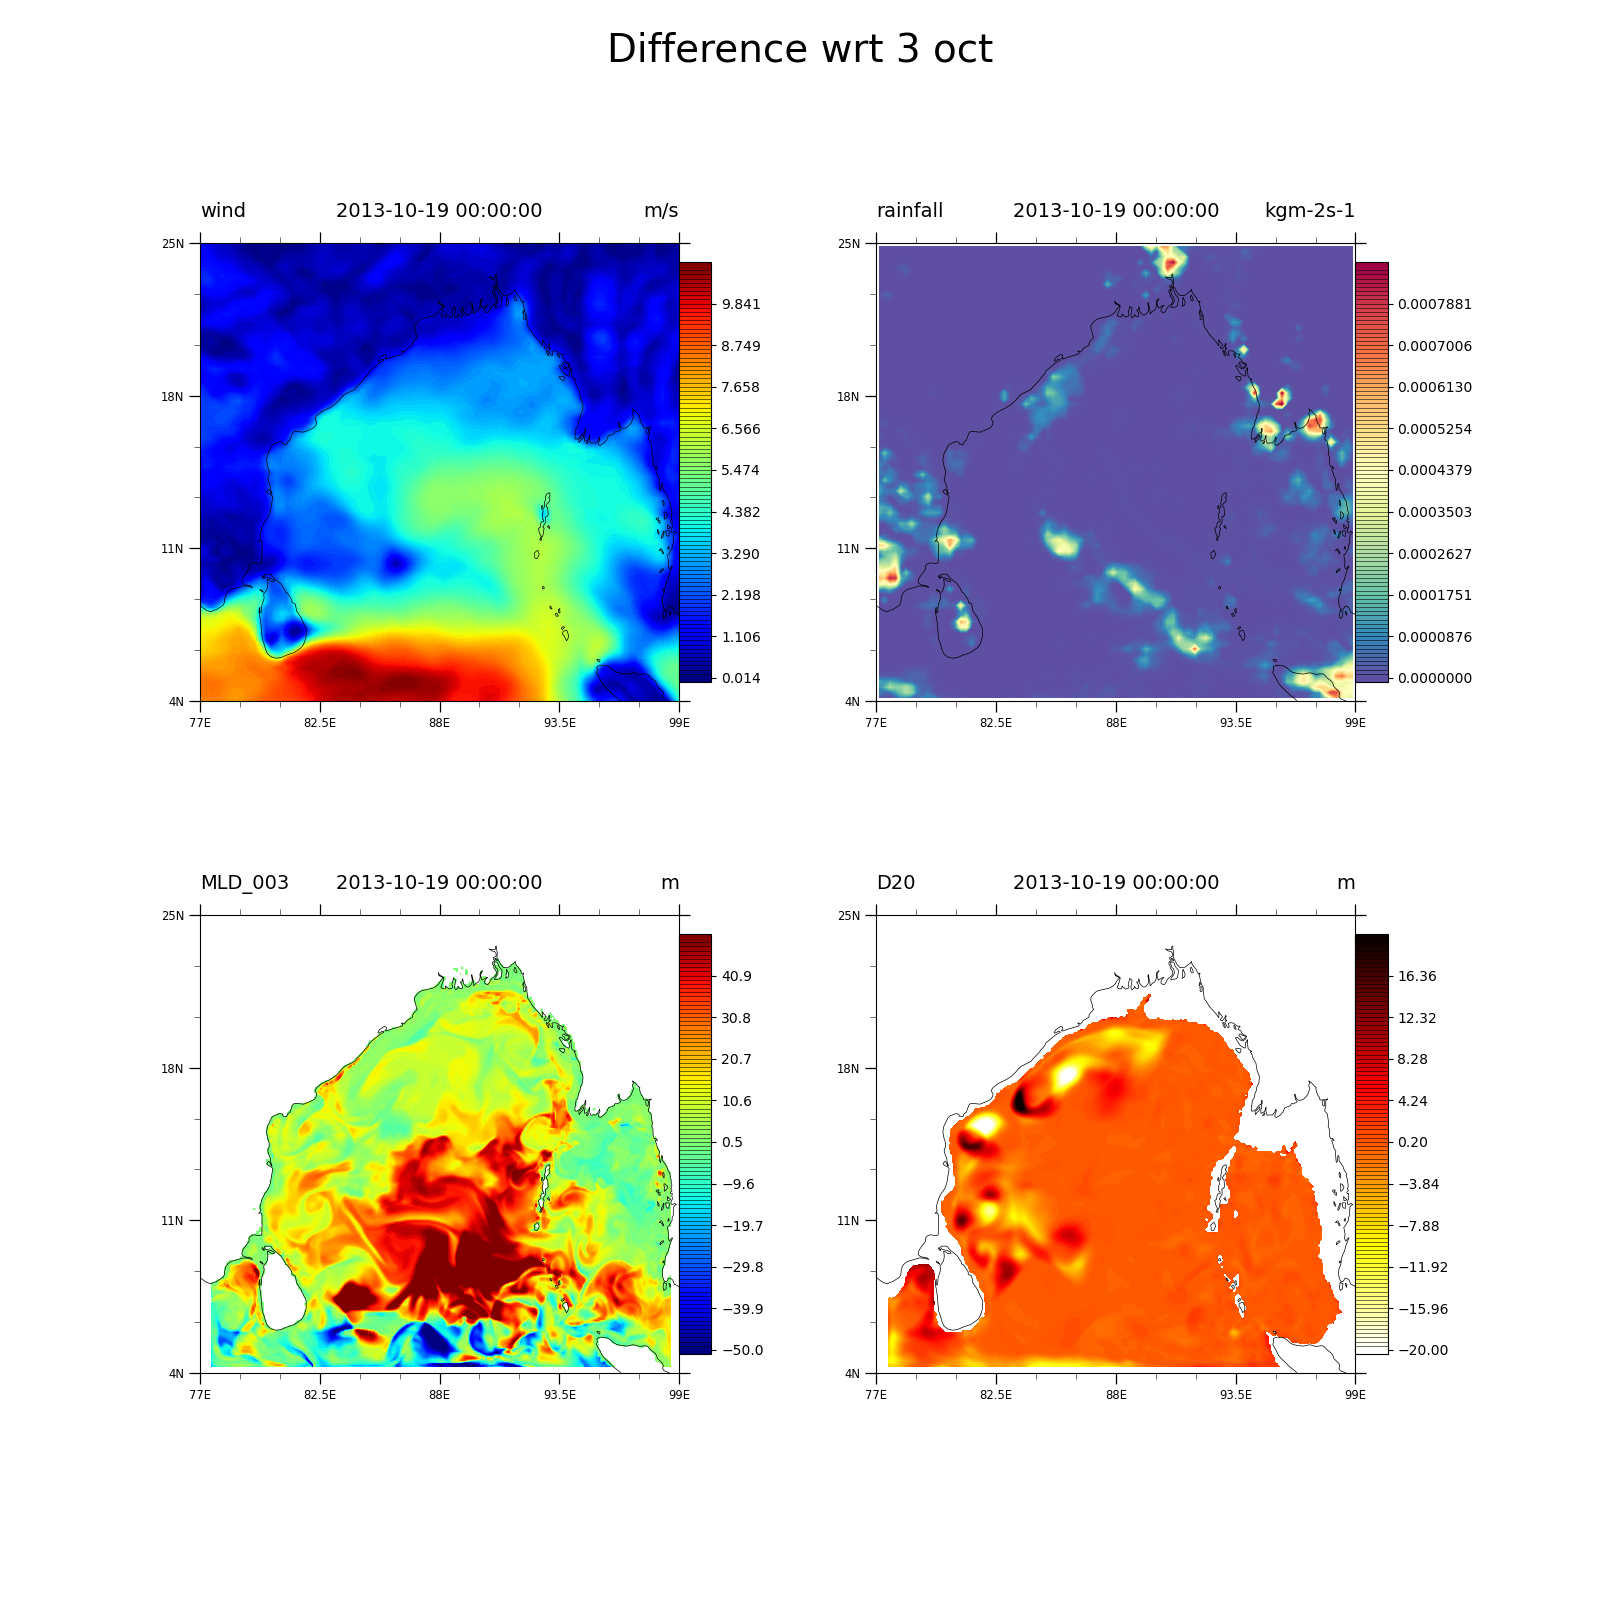 Difference wrt 3 oct
wind 2013-10-19 00:00:00 m/s
25N
18N
11N
4N
77E 82.5E 88E 93.5E 99E
9.841
8.749
7.658
6.566
5.474
4.382
3.290
2.198
1.106
0.014
rainfall 2013-10-19 00:00:00 kgm-2s-1
25N
18N
11N
4N
77E 82.5E 88E 93.5E 99E
0.0007881
0.0007006
0.0006130
0.0005254
0.0004379
0.0003503
0.0002627
0.0001751
0.0000876
0.0000000
MLD_003 2013-10-19 00:00:00 m
25N
18N
11N
4N
77E 82.5E 88E 93.5E 99E
40.9
30.8
20.7
10.6
0.5
−9.6
−19.7
−29.8
−39.9
−50.0
D20 2013-10-19 00:00:00 m
25N
18N
11N
4N
77E 82.5E 88E 93.5E 99E
16.36
12.32
8.28
4.24
0.20
−3.84
−7.88
−11.92
−15.96
−20.00